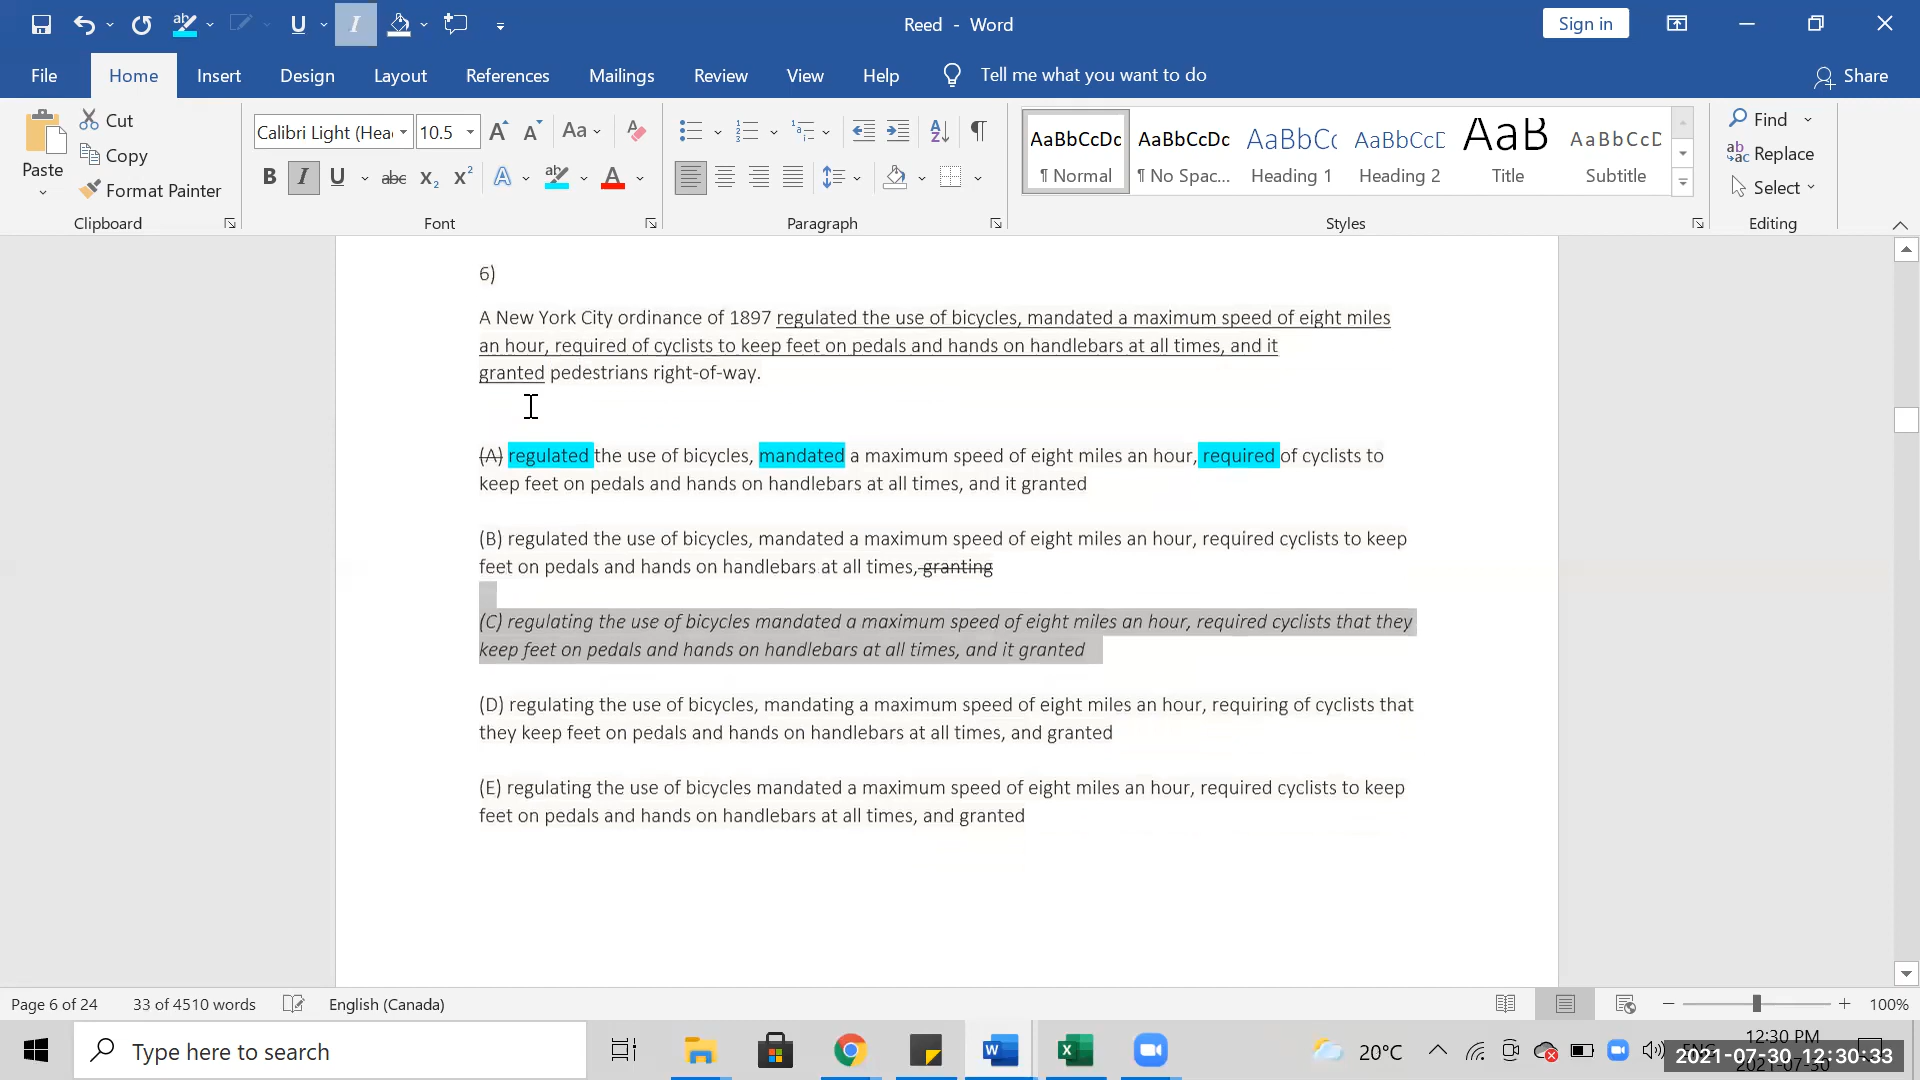 Reed - Word
Sign in
File Home Insert Design Layout References Mailings Review View Help Tell me what you want to do Share
Paste
Cut
Copy
Format Painter
Clipboard
Calibri Light (Hea 10.5 Aa
B I U abc X₂ X² A A
Font
Paragraph
AaBbCcDc AaBbCcDc AaBbCc AaBbCcD AaB AaBbCcD
¶ Normal ¶ No Spac... Heading 1 Heading 2 Title Subtitle
Styles
Find
Replace
Select
Editing
6)
A New York City ordinance of 1897 regulated the use of bicycles, mandated a maximum speed of eight miles
an hour, required of cyclists to keep feet on pedals and hands on handlebars at all times, and it
granted pedestrians right-of-way.
(A) regulated the use of bicycles, mandated a maximum speed of eight miles an hour, required of cyclists to
keep feet on pedals and hands on handlebars at all times, and it granted
(B) regulated the use of bicycles, mandated a maximum speed of eight miles an hour, required cyclists to keep
feet on pedals and hands on handlebars at all times, granting
(C) regulating the use of bicycles mandated a maximum speed of eight miles an hour, required cyclists that they
keep feet on pedals and hands on handlebars at all times, and it granted
(D) regulating the use of bicycles, mandating a maximum speed of eight miles an hour, requiring of cyclists that
they keep feet on pedals and hands on handlebars at all times, and granted
(E) regulating the use of bicycles mandated a maximum speed of eight miles an hour, required cyclists to keep
feet on pedals and hands on handlebars at all times, and granted
Page 6 of 24 33 of 4510 words English (Canada) 100%
Type here to search
20°C
12:30 PM
2021-07-30 12:30:33